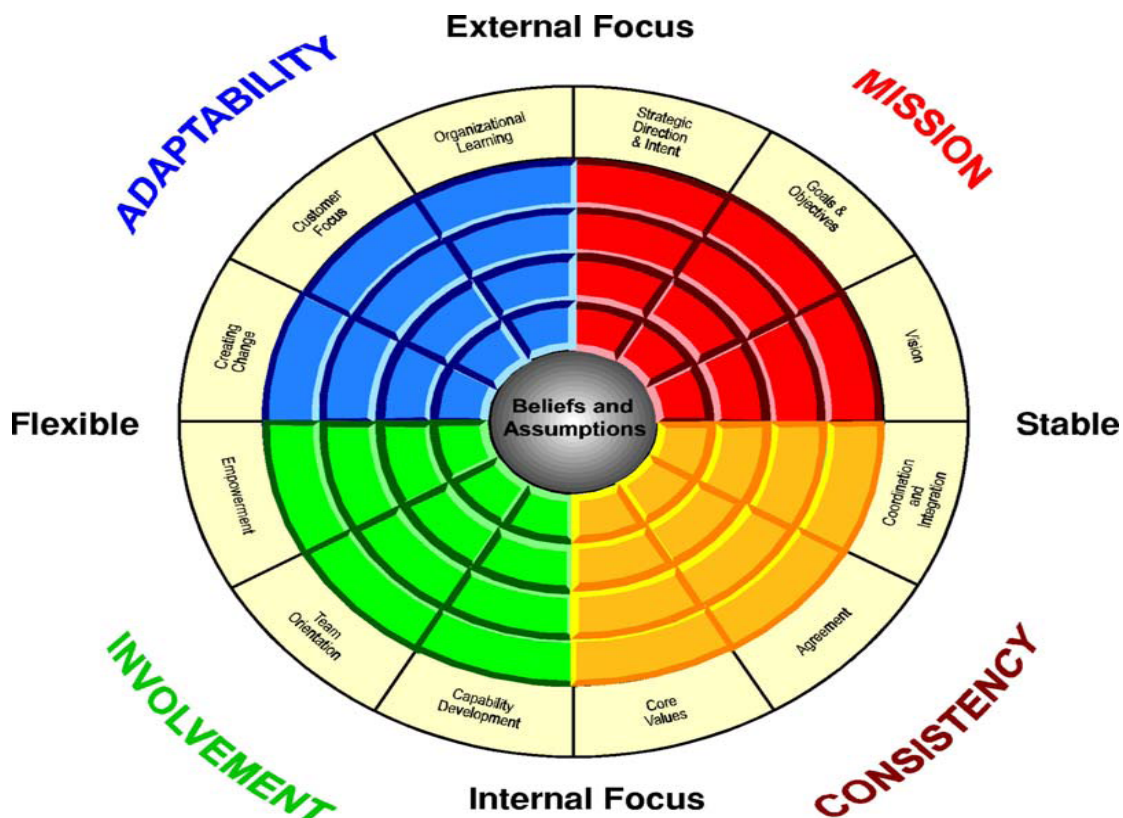 External Focus
ADAPTABILITY
MISSION
Organizational
Learning
Strategic
Direction
& Intent
Customer
Focus
Goals &
Objectives
Creating
Change
Vision
Flexible
Beliefs and
Assumptions
Stable
Empowerment
Coordination
and
Integration
Team
Orientation
Agreement
Capability
Development
Core
Values
INVOLVEMENT
CONSISTENCY
Internal Focus